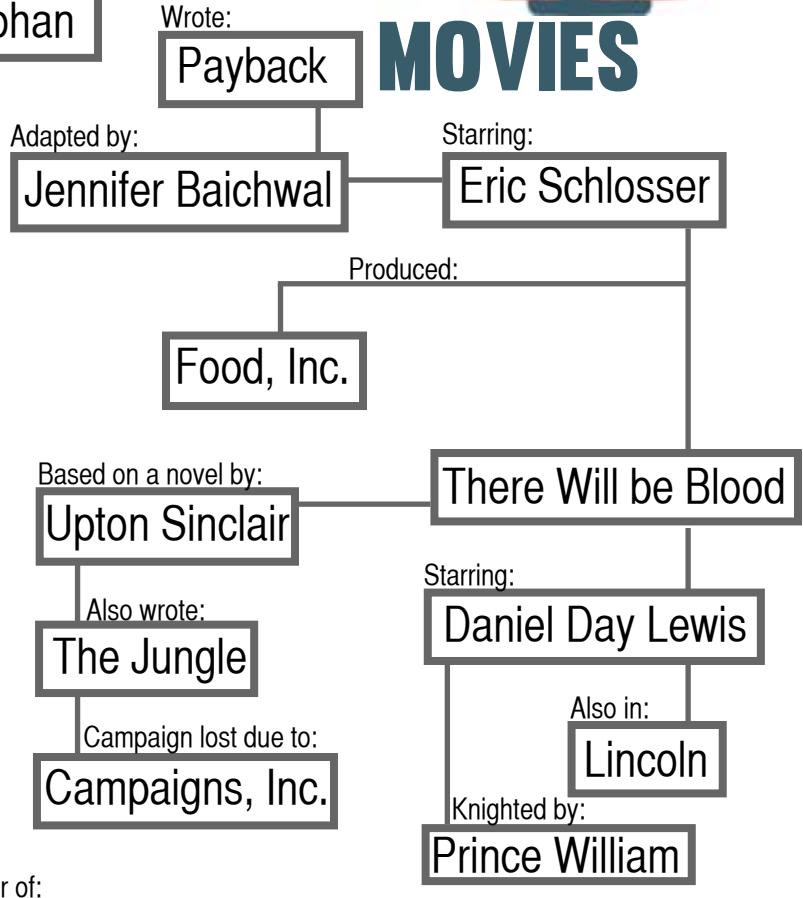 Wrote:
Payback
MOVIES
Adapted by:
Jennifer Baichwal
Starring:
Eric Schlosser
Produced:
Food, Inc.
There Will be Blood
Based on a novel by:
Upton Sinclair
Also wrote:
The Jungle
Campaign lost due to:
Campaigns, Inc.
Starring:
Daniel Day Lewis
Also in:
Lincoln
Knighted by:
Prince William
of: